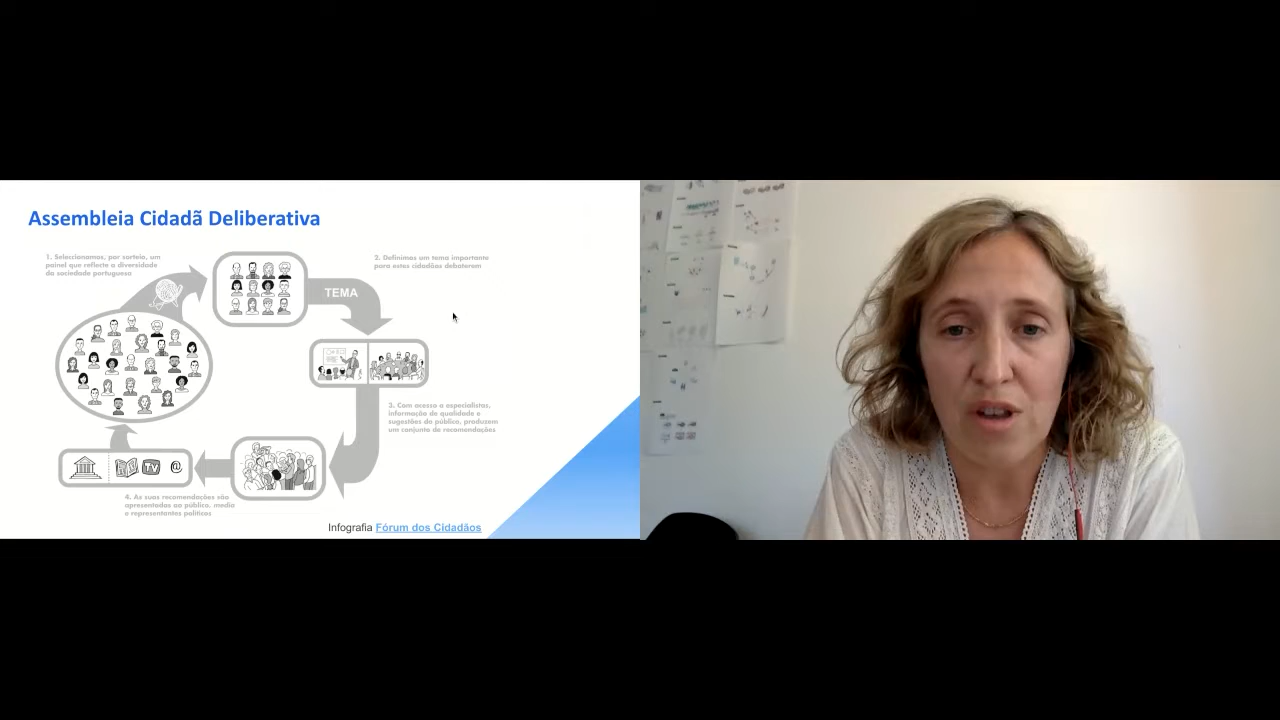 Assembleia Cidadã Deliberativa
1. Seleccionamos, por sorteio, um
painel que reflecte a diversidade
da sociedade portuguesa
2. Definimos um tema importante
para estes cidadãos debaterem
TEMA
3. Com acesso a especialistas,
informação de qualidade e
sugestões do público, produzem
um conjunto de recomendações
TV
@
4. As suas recomendações são
apresentadas ao público, media
e representantes políticos
Infografia Fórum dos Cidadãos